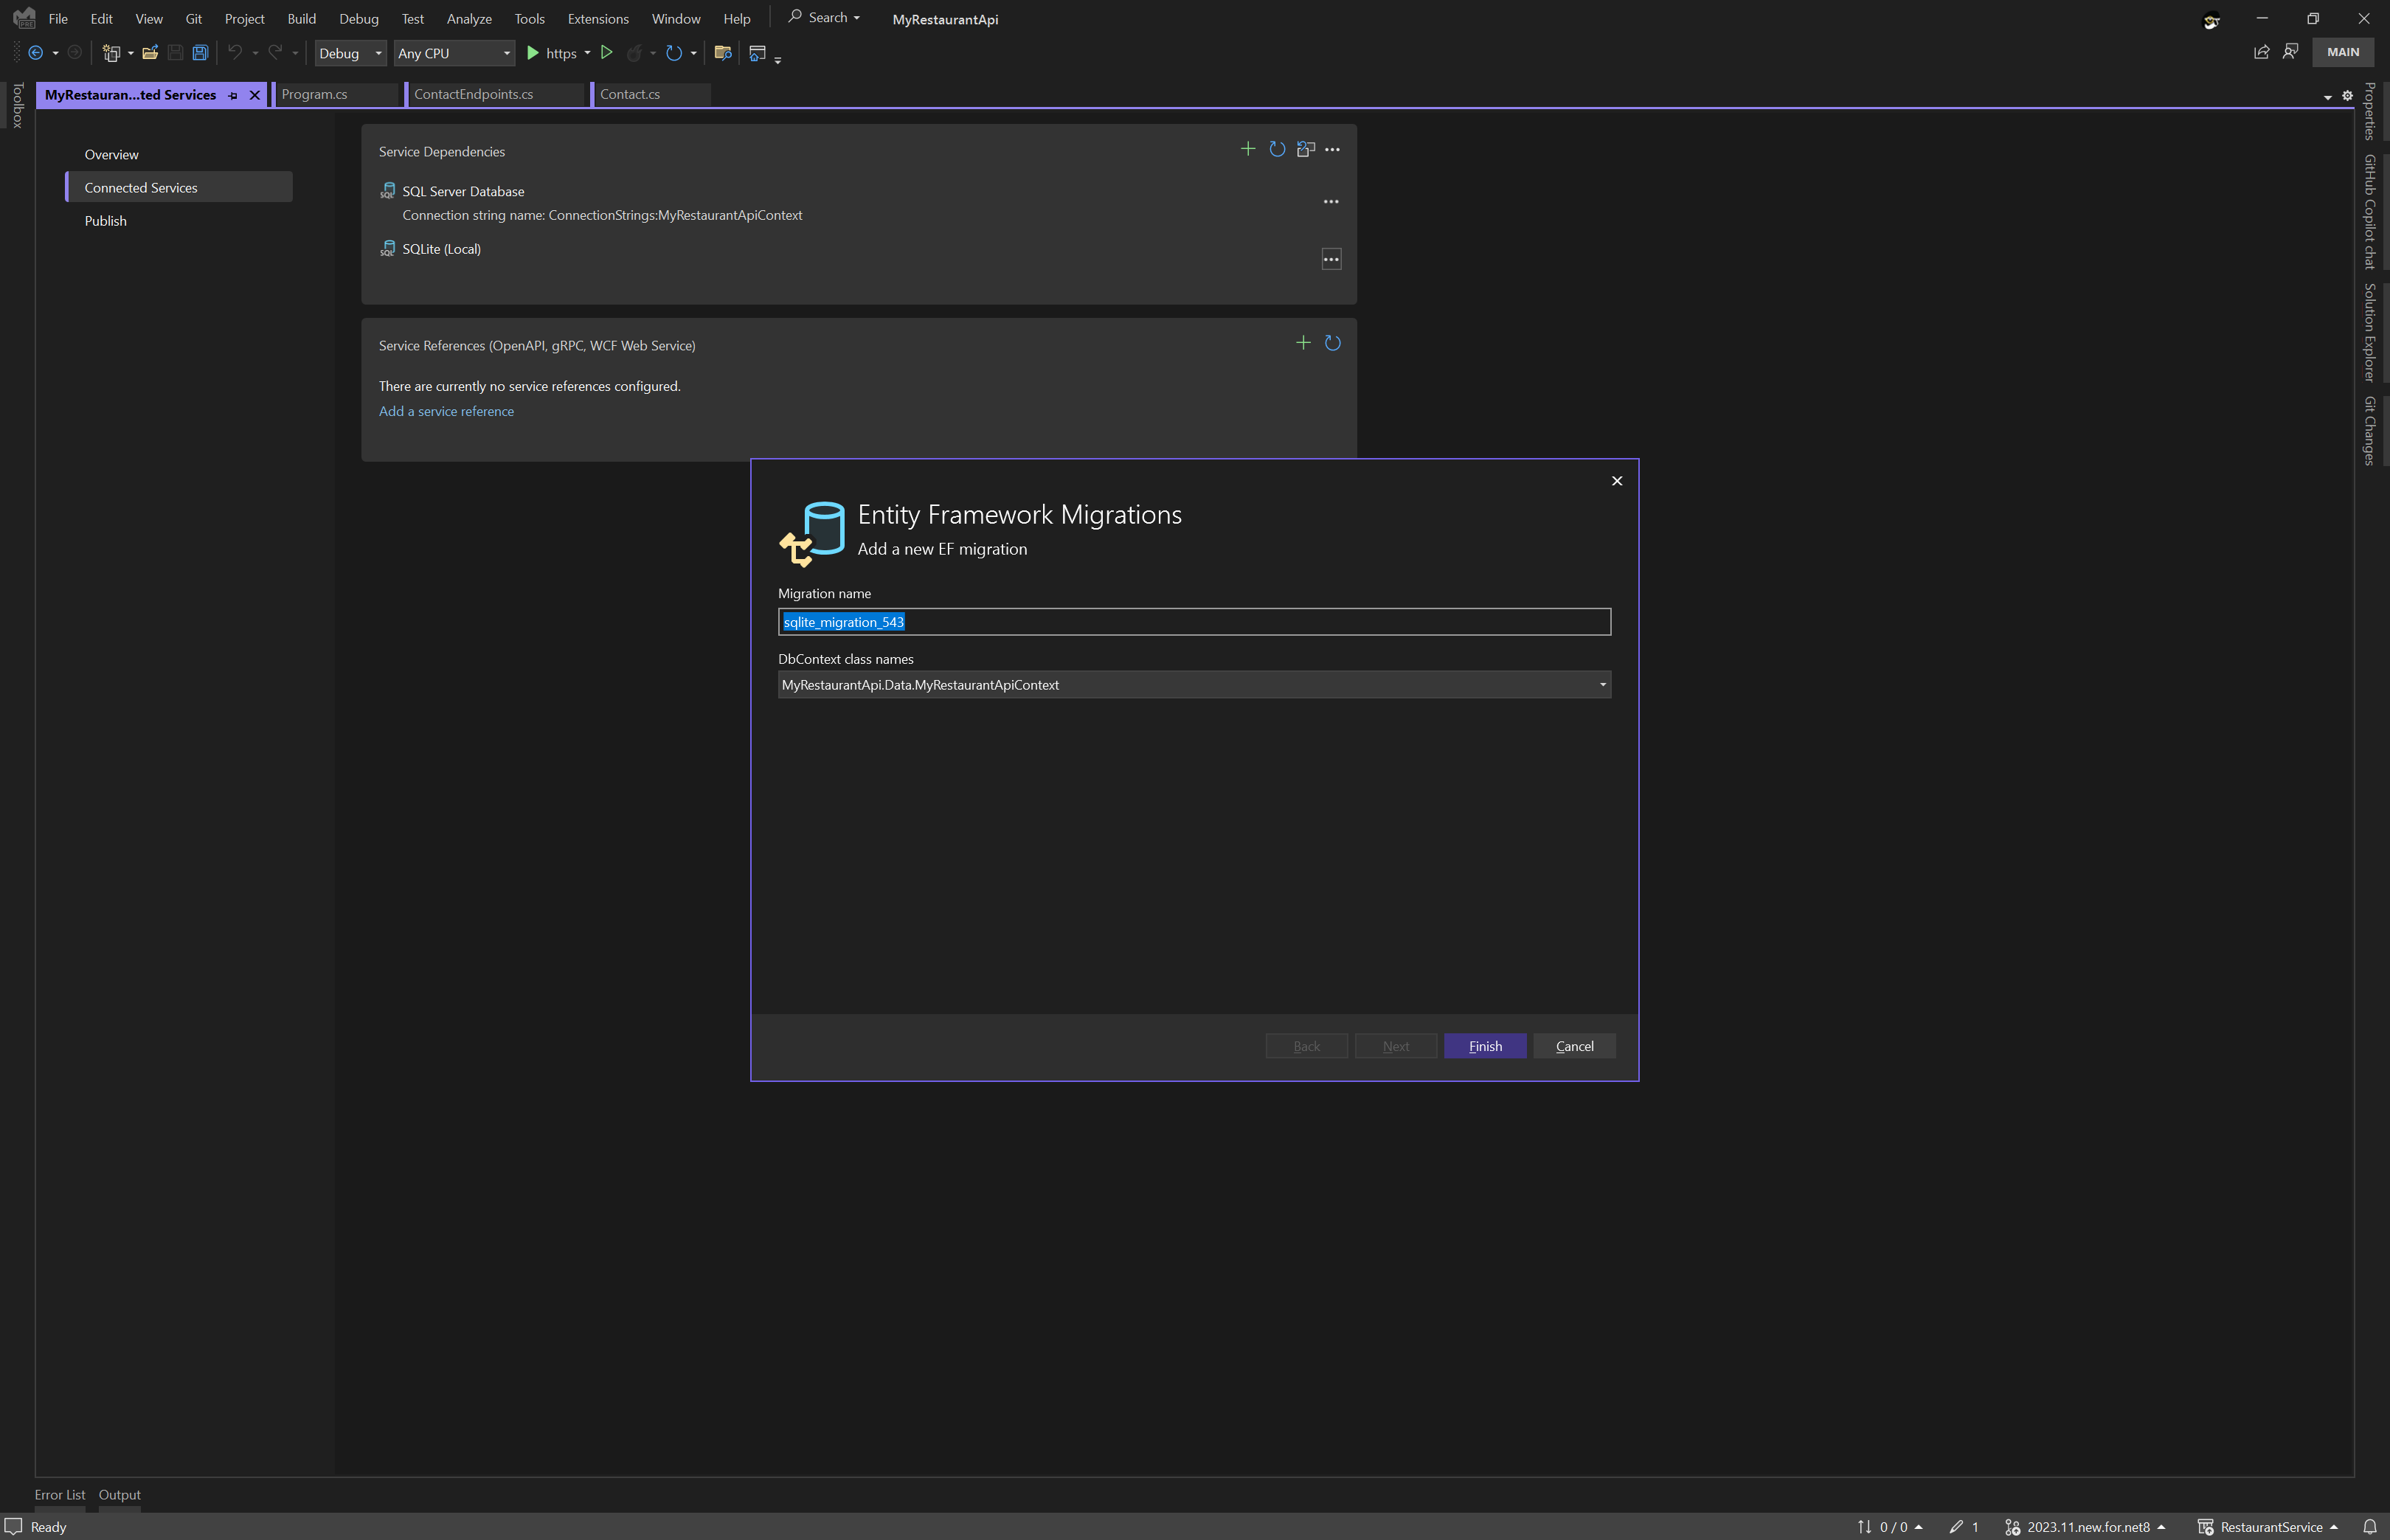 File Edit View Git Project Build Debug Test Analyze Tools Extensions Window Help Search MyRestaurantApi
Debug Any CPU https MAIN
Toolbox
MyRestauran...ted Services Program.cs ContactEndpoints.cs Contact.cs
Overview
Connected Services
Publish
Service Dependencies
SQL Server Database
Connection string name: ConnectionStrings:MyRestaurantApiContext
SQLite (Local)
Service References (OpenAPI, gRPC, WCF Web Service)
There are currently no service references configured.
Add a service reference
Entity Framework Migrations
Add a new EF migration
Migration name
sqlite_migration_543
DbContext class names
MyRestaurantApi.Data.MyRestaurantApiContext
Back Next Finish Cancel
Properties
GitHub Copilot chat
Solution Explorer
Git Changes
Error List Output
Ready 0 / 0 1 2023.11.new.for.net8 RestaurantService